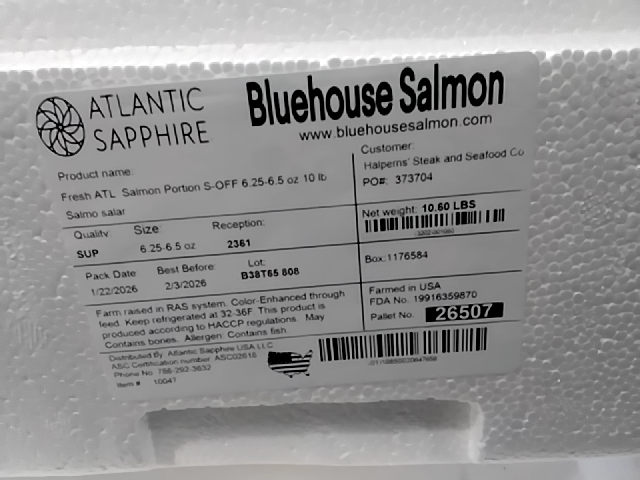 ATLANTIC
SAPPHIRE
Bluehouse Salmon
www.bluehousesalmon.com
Product name
Fresh ATL Salmon Portion S-OFF 6.25-6.5 oz 10 lb
Salmo salar
Customer:
Halperns' Steak and Seafood Co
PO#: 373704
Quality Size: Reception:
SUP 6.25-6.5 oz 2361
Net weight: 10.60 LBS
Pack Date Best Before: Lot:
1/22/2026 2/3/2026 B38T65 808
Box:1176584
Farm raised in RAS system. Color-Enhanced through
feed. Keep refrigerated at 32-36F. This product is
produced according to HACCP regulations. May
Contains bones. Allergen: Contains fish.
Farmed in USA
FDA No. 19916359870
Pallet No. 26507
Distributed By: Atlantic Sapphire USA LLC
ASC Certification number: ASC02618
Phone No. 786-292-3632
Item # 10047